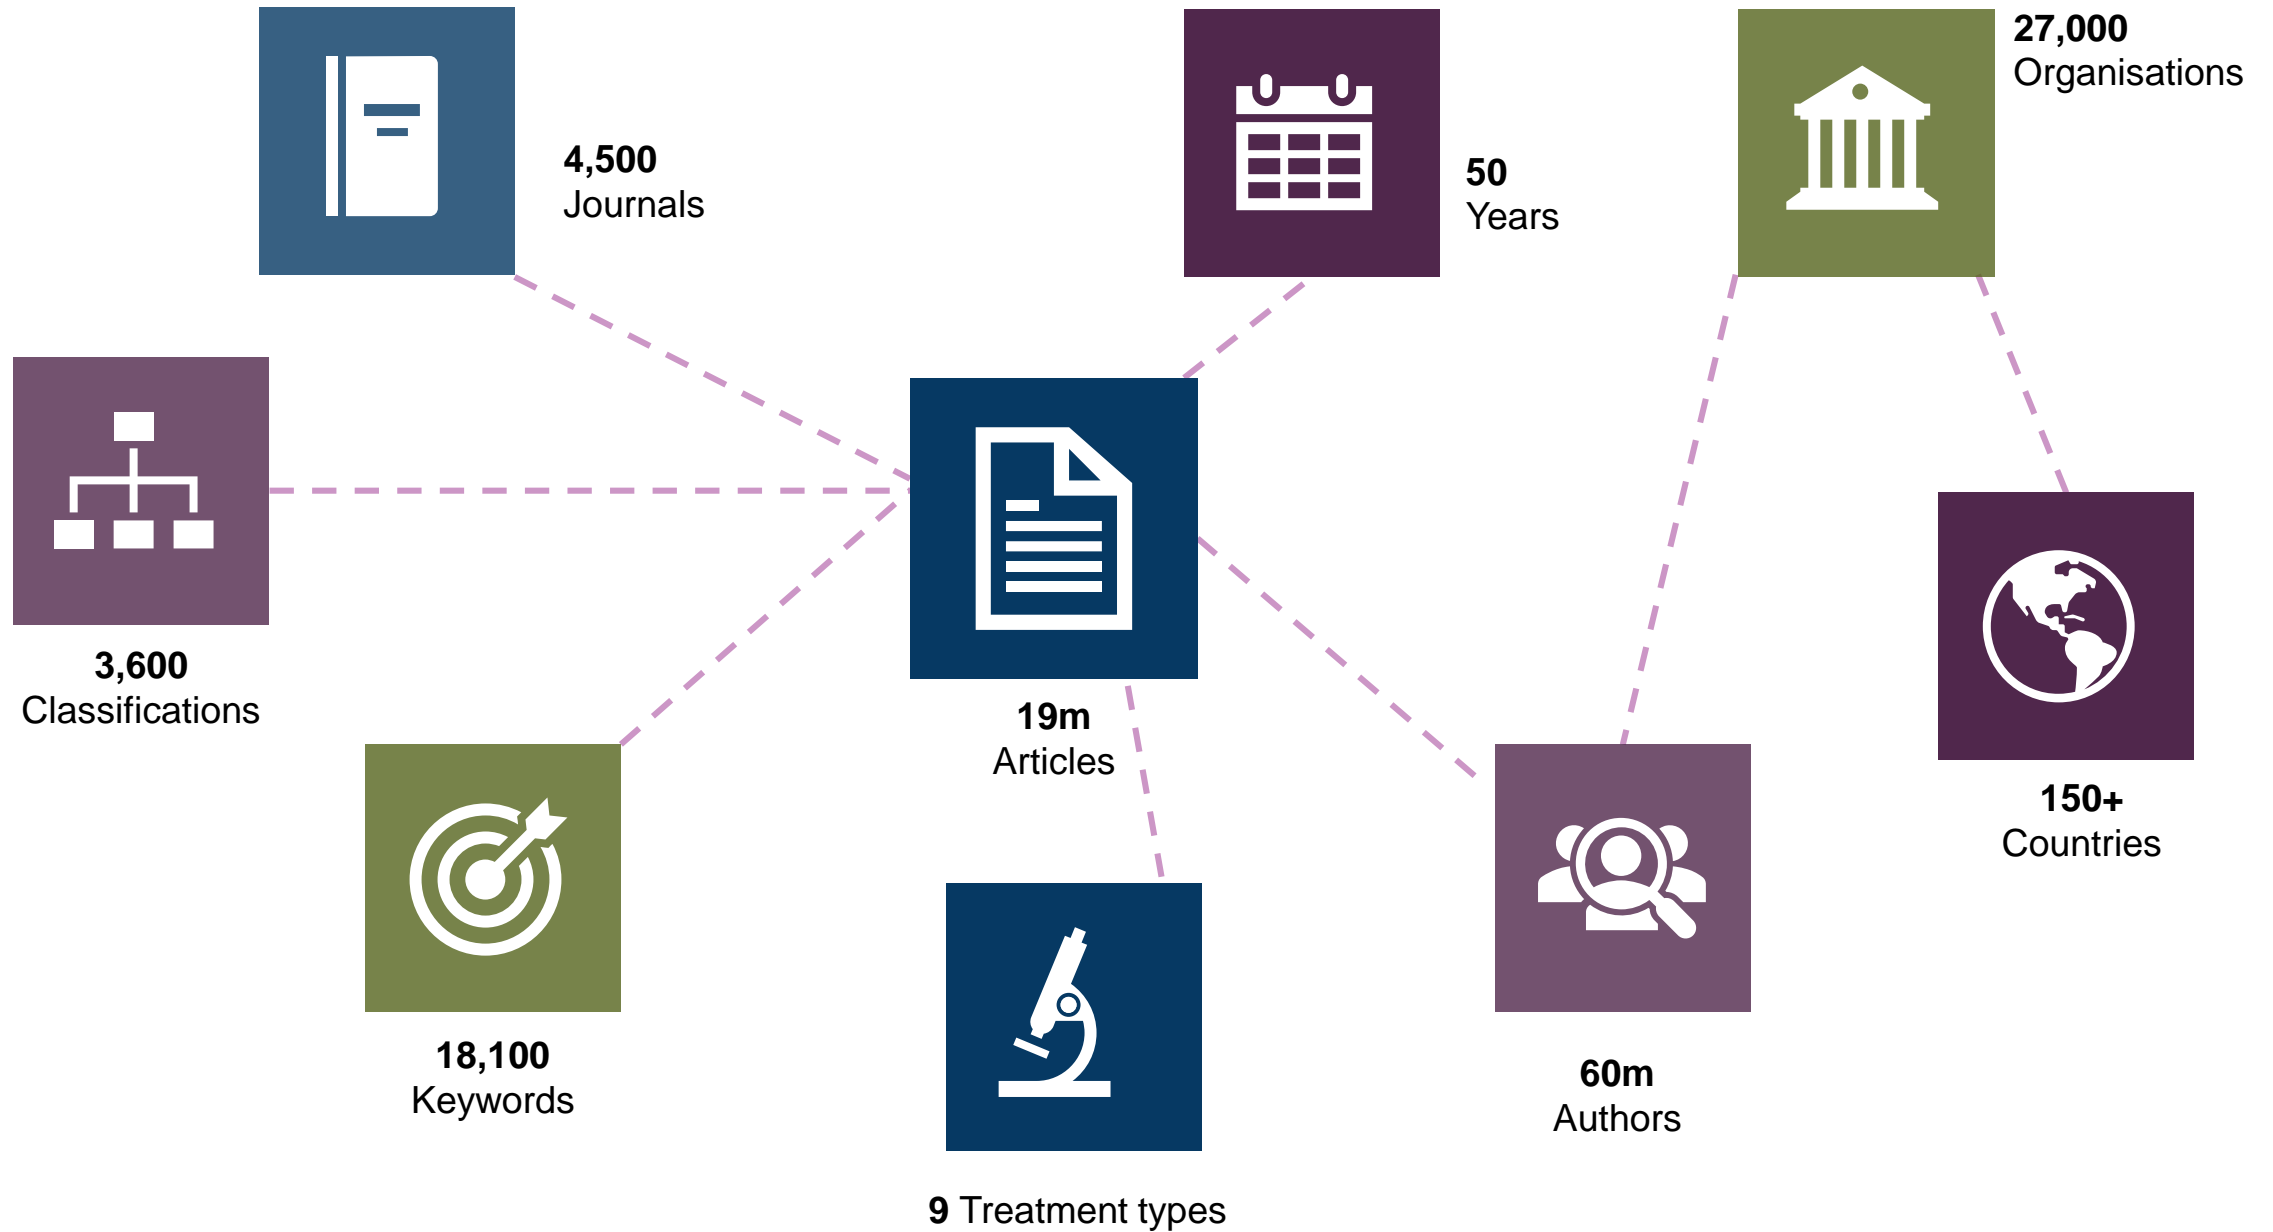 27,000
Organisations
4,500
Journals
50
Years
3,600
Classifications
19m
Articles
150+
Countries
18,100
Keywords
60m
Authors
9 Treatment types